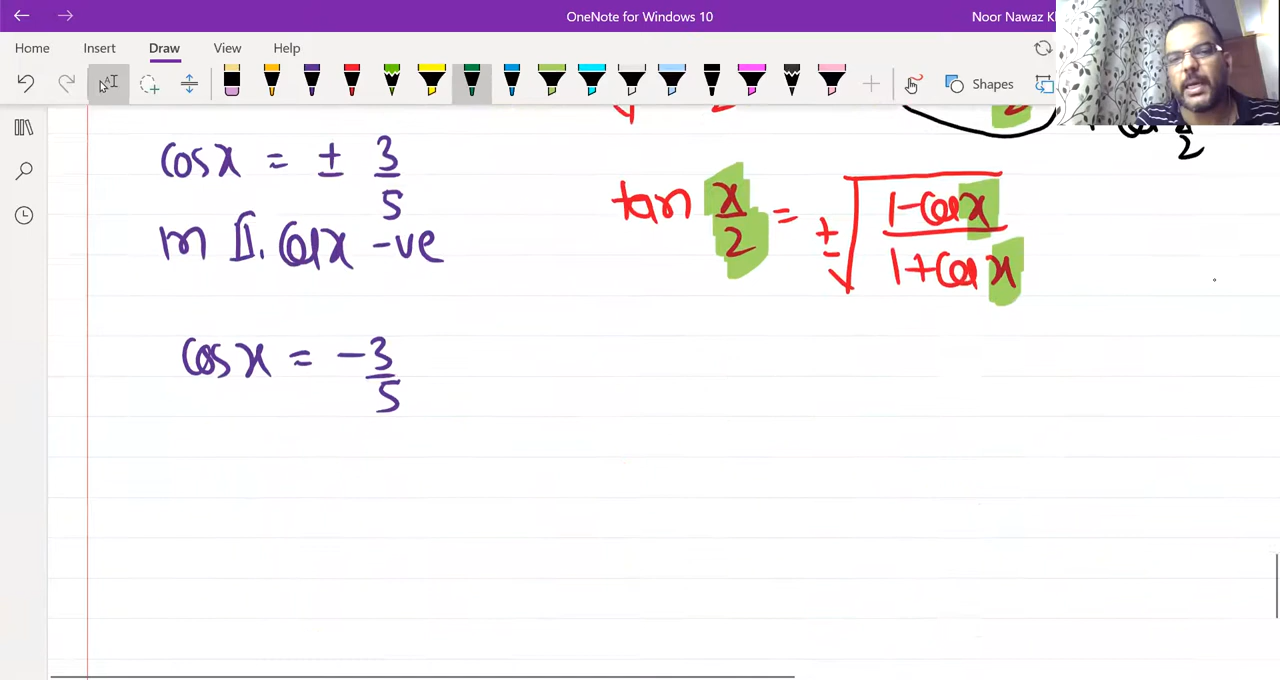 OneNote for Windows 10
Noor Nawaz
Home Insert Draw View Help
Shapes
cos x = ± 3/5
in II. cos x -ve
cos x = -3/5
2
tan x/2 = ± √(1-cos x / 1+cos x)